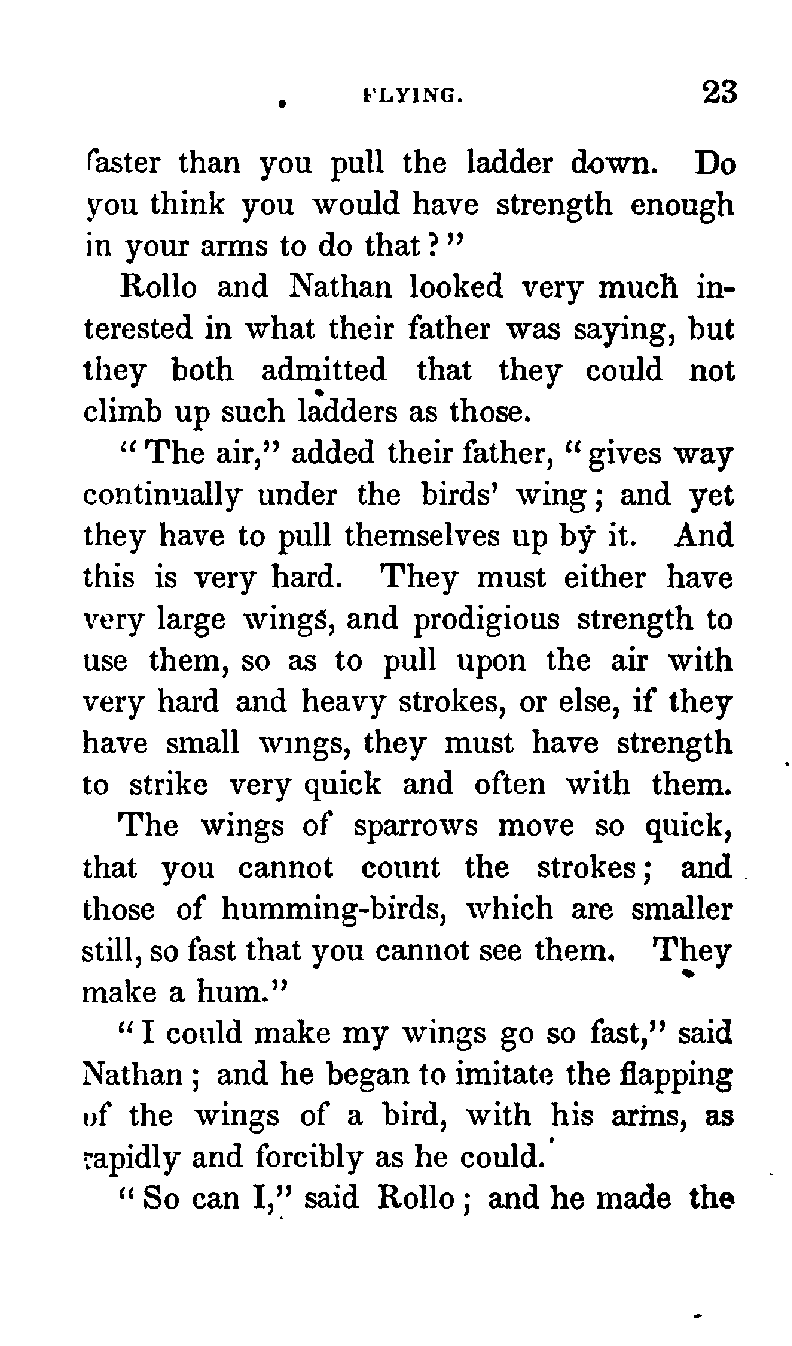 FLYING. 23
faster than you pull the ladder down. Do
you think you would have strength enough
in your arms to do that?"
Rollo and Nathan looked very much in-
terested in what their father was saying, but
they both admitted that they could not
climb up such ladders as those.
"The air," added their father, "gives way
continually under the birds' wing; and yet
they have to pull themselves up by it. And
this is very hard. They must either have
very large wings, and prodigious strength to
use them, so as to pull upon the air with
very hard and heavy strokes, or else, if they
have small wings, they must have strength
to strike very quick and often with them.
The wings of sparrows move so quick,
that you cannot count the strokes; and
those of humming-birds, which are smaller
still, so fast that you cannot see them. They
make a hum."
"I could make my wings go so fast," said
Nathan; and he began to imitate the flapping
of the wings of a bird, with his arms, as
rapidly and forcibly as he could.
"So can I," said Rollo; and he made the